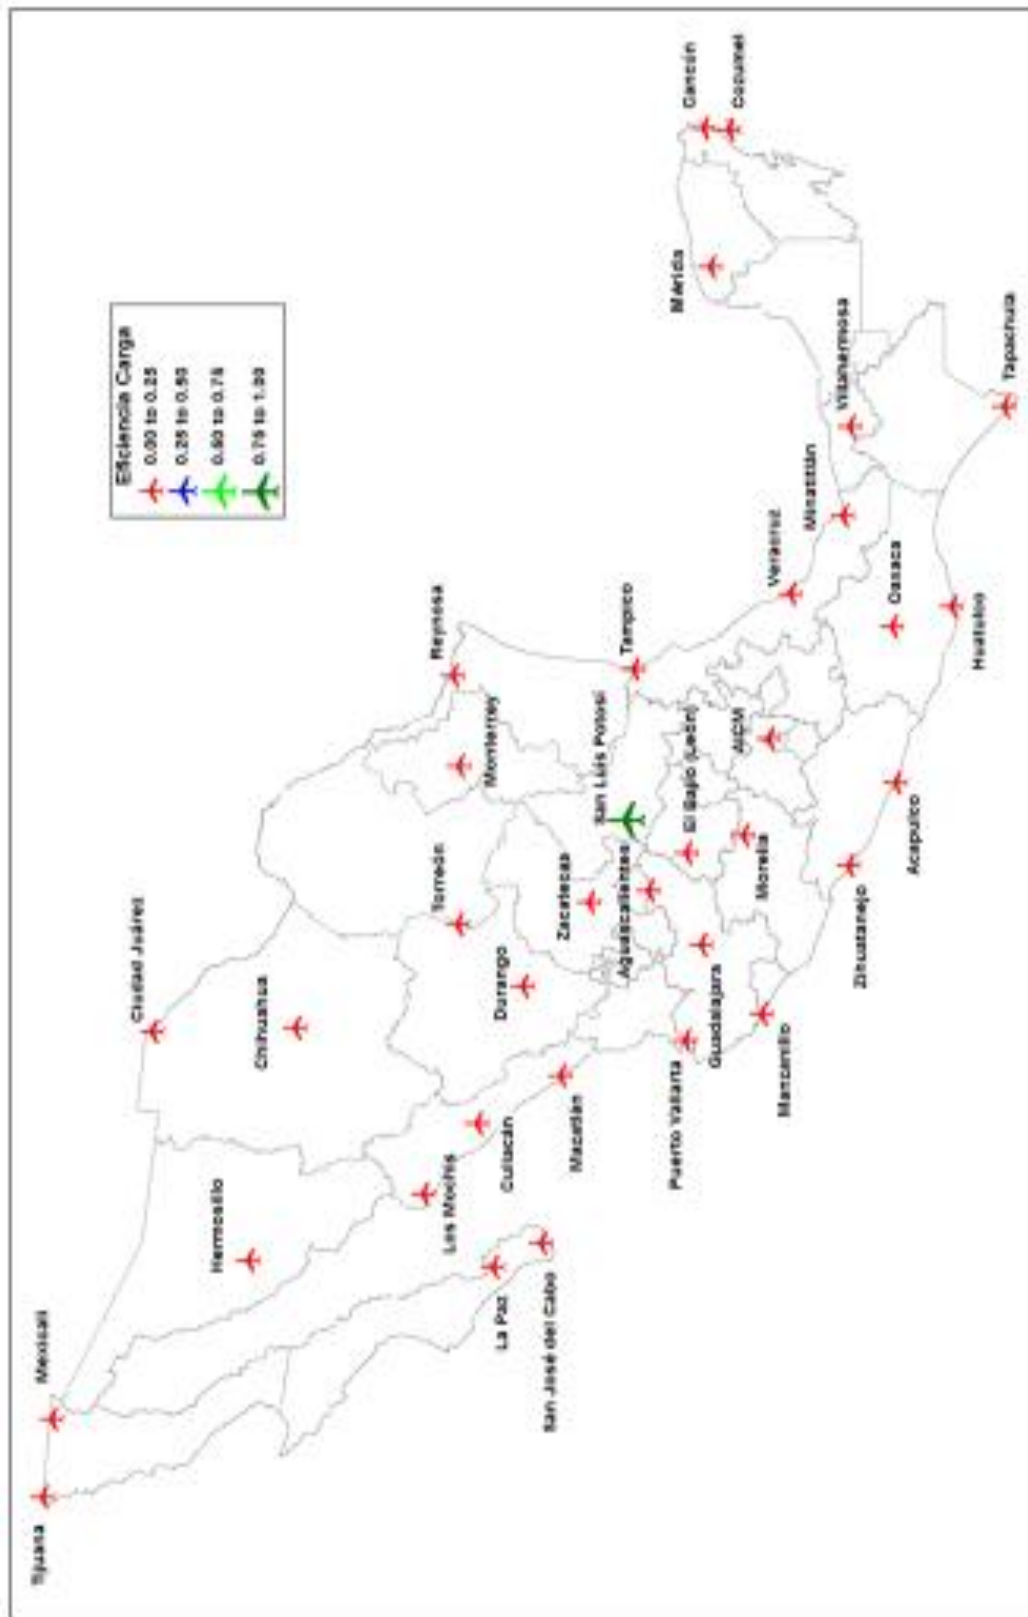 Tijuana
Mexicali
Hermosillo
Ciudad Juárez
Chihuahua
Los Mochis
Culiacán
La Paz
San José del Cabo
Mazatlán
Durango
Torreón
Monterrey
Reynosa
Zacatecas
Aguascalientes
San Luis Potosí
Tampico
El Bajío (León)
Puerto Vallarta
Guadalajara
Manzanillo
Morelia
AICM
Zihuatanejo
Acapulco
Veracruz
Minatitlán
Oaxaca
Huatulco
Villahermosa
Tapachula
Mérida
Cancún
Cozumel
Eficiencia Carga
0.00 to 0.25
0.25 to 0.50
0.50 to 0.75
0.75 to 1.00